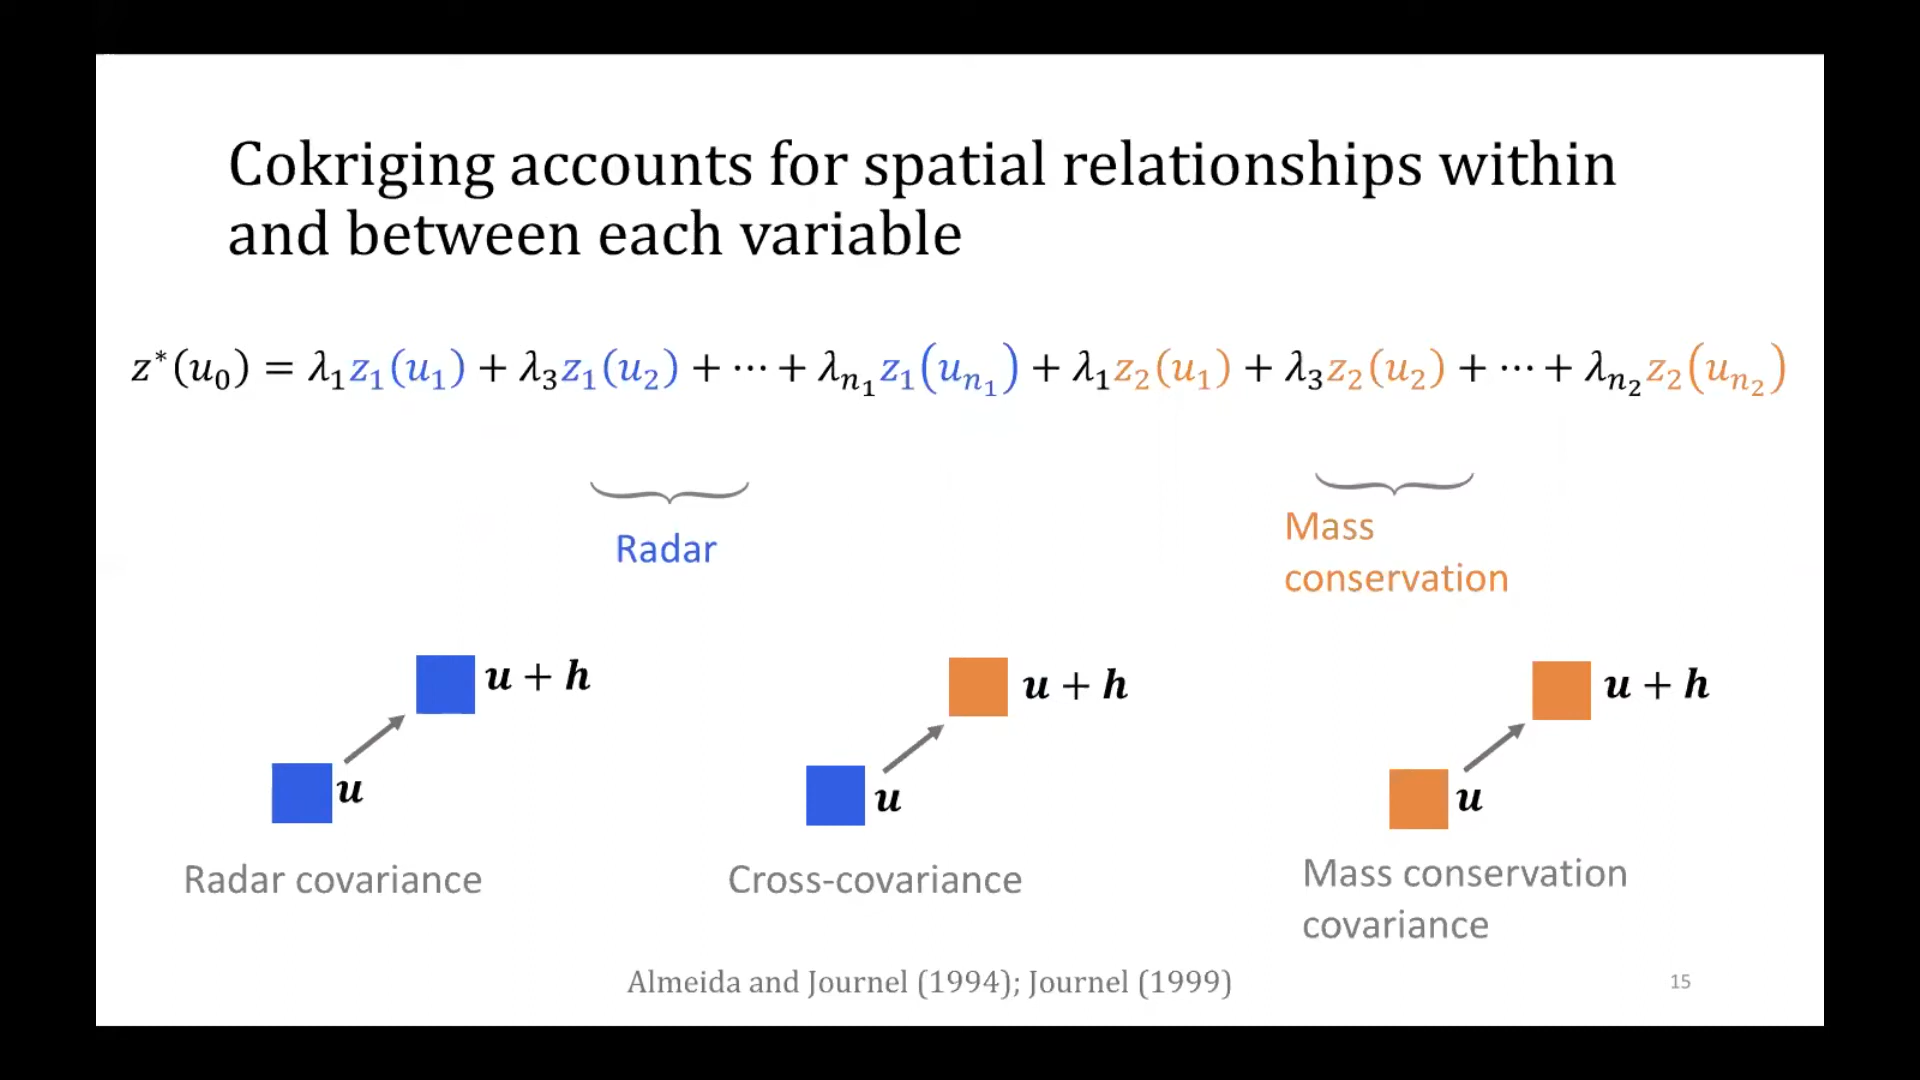 Cokriging accounts for spatial relationships within
and between each variable
z*(u₀) = λ₁z₁(u₁) + λ₃z₁(u₂) + ⋯ + λₙ₁z₁(uₙ₁) + λ₁z₂(u₁) + λ₃z₂(u₂) + ⋯ + λₙ₂z₂(uₙ₂)
Radar
Mass
conservation
u + h
u
Radar covariance
u + h
u
Cross-covariance
u + h
u
Mass conservation
covariance
Almeida and Journel (1994); Journel (1999)
15